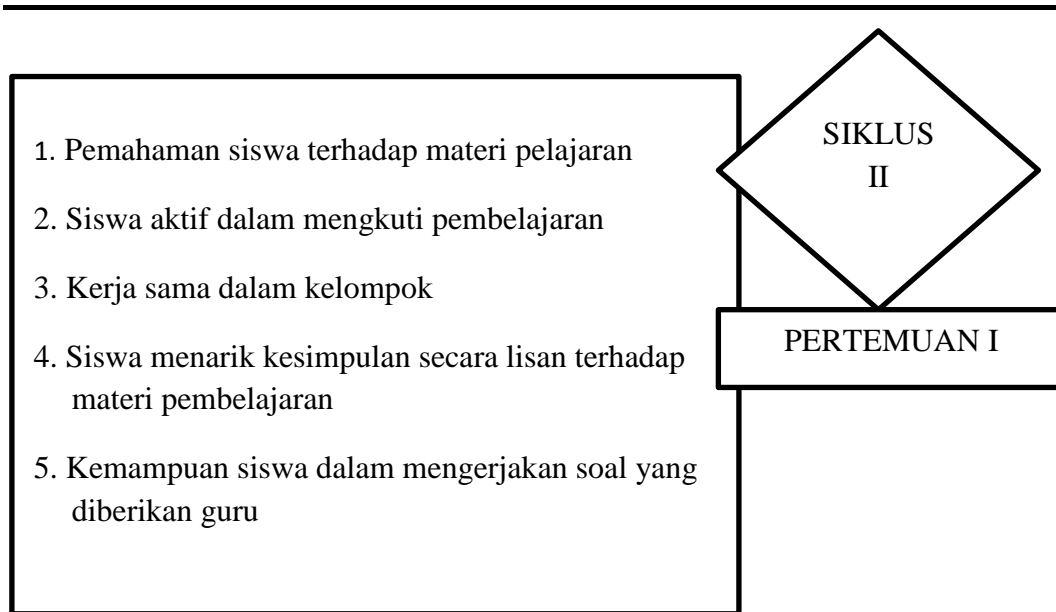 1. Pemahaman siswa terhadap materi pelajaran
2. Siswa aktif dalam mengkuti pembelajaran
3. Kerja sama dalam kelompok
4. Siswa menarik kesimpulan secara lisan terhadap
materi pembelajaran
5. Kemampuan siswa dalam mengerjakan soal yang
diberikan guru
SIKLUS
II
PERTEMUAN I